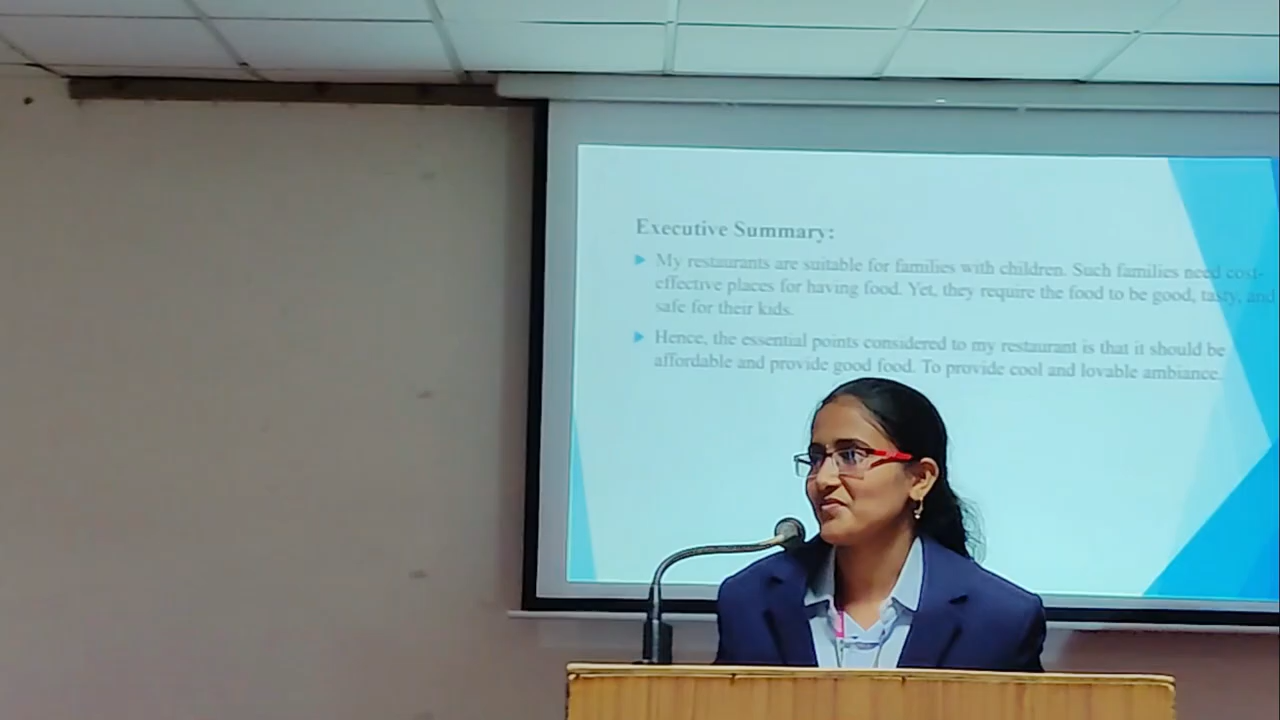 Executive Summary:
My restaurants are suitable for families with children. Such families need cost-
effective places for having food. Yet, they require the food to be good, tasty, and
safe for their kids.
Hence, the essential points considered to my restaurant is that it should be
affordable and provide good food. To provide cool and lovable ambiance.